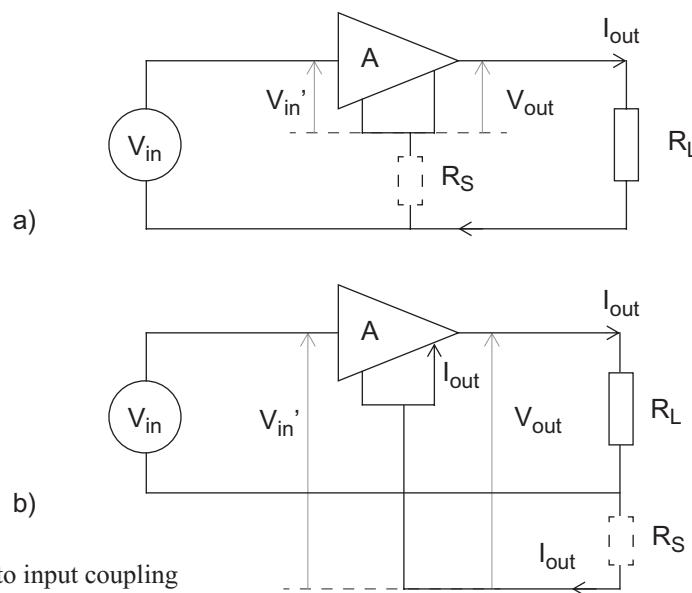 I_out
A
V_in'
V_out
V_in
R_S
R_L
a)
I_out
A
I_out
V_in
V_in'
V_out
R_L
b)
R_S
I_out
to input coupling